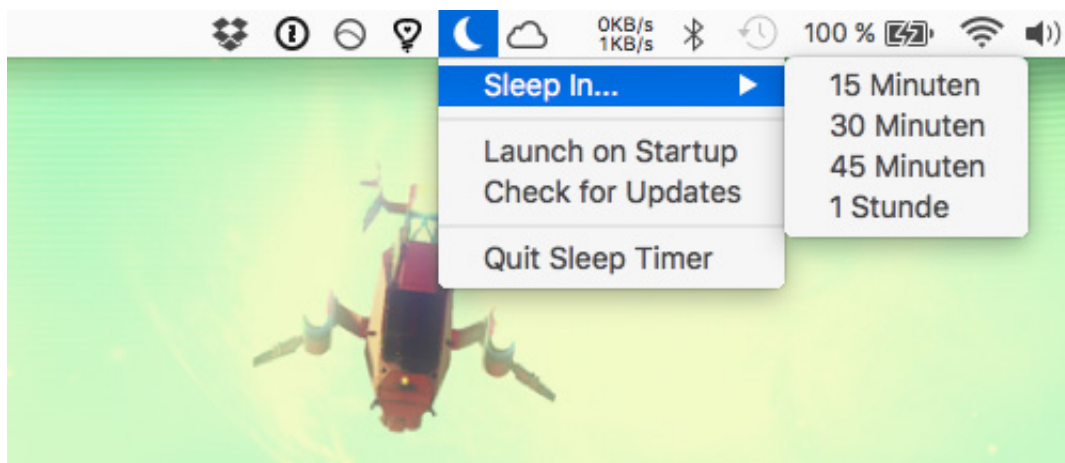 0KB/s
1KB/s
100 %
Sleep In...
15 Minuten
30 Minuten
45 Minuten
1 Stunde
Launch on Startup
Check for Updates
Quit Sleep Timer